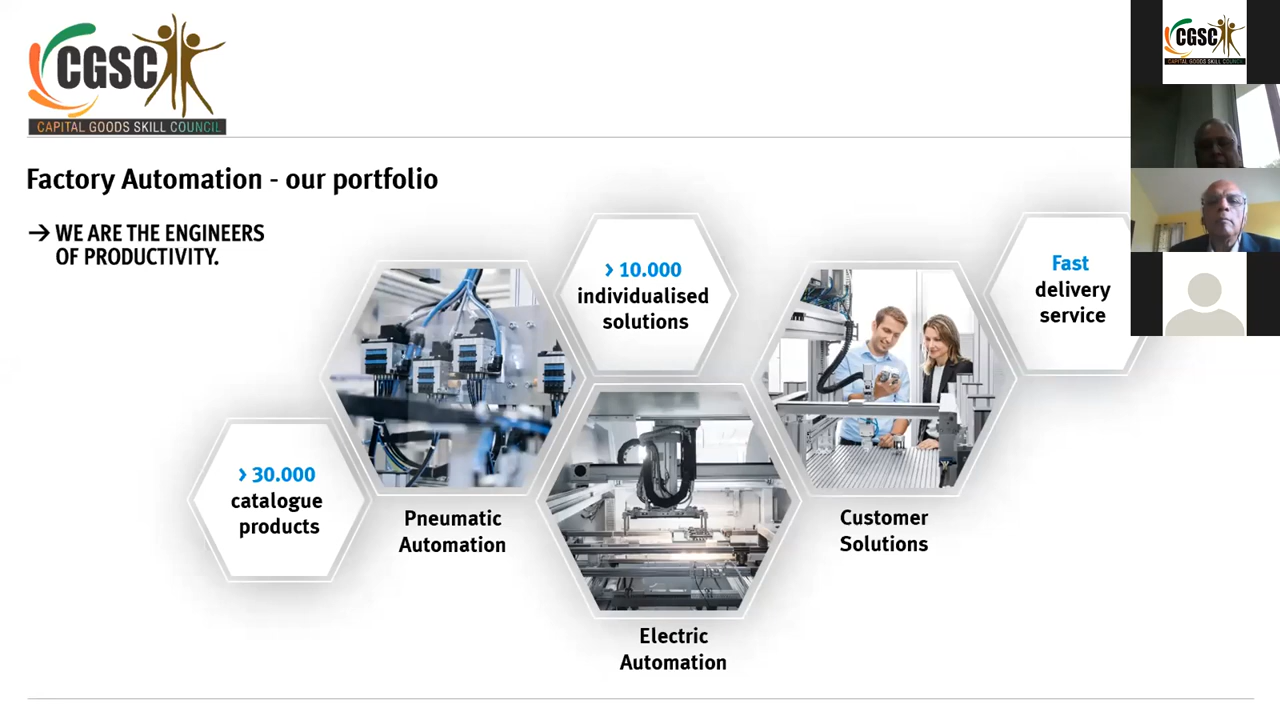 CGSC
CAPITAL GOODS SKILL COUNCIL
CGSC
CAPITAL GOODS SKILL COUNCIL
Factory Automation - our portfolio
→ WE ARE THE ENGINEERS
OF PRODUCTIVITY.
> 10.000
individualised
solutions
Fast
delivery
service
> 30.000
catalogue
products
Pneumatic
Automation
Customer
Solutions
Electric
Automation